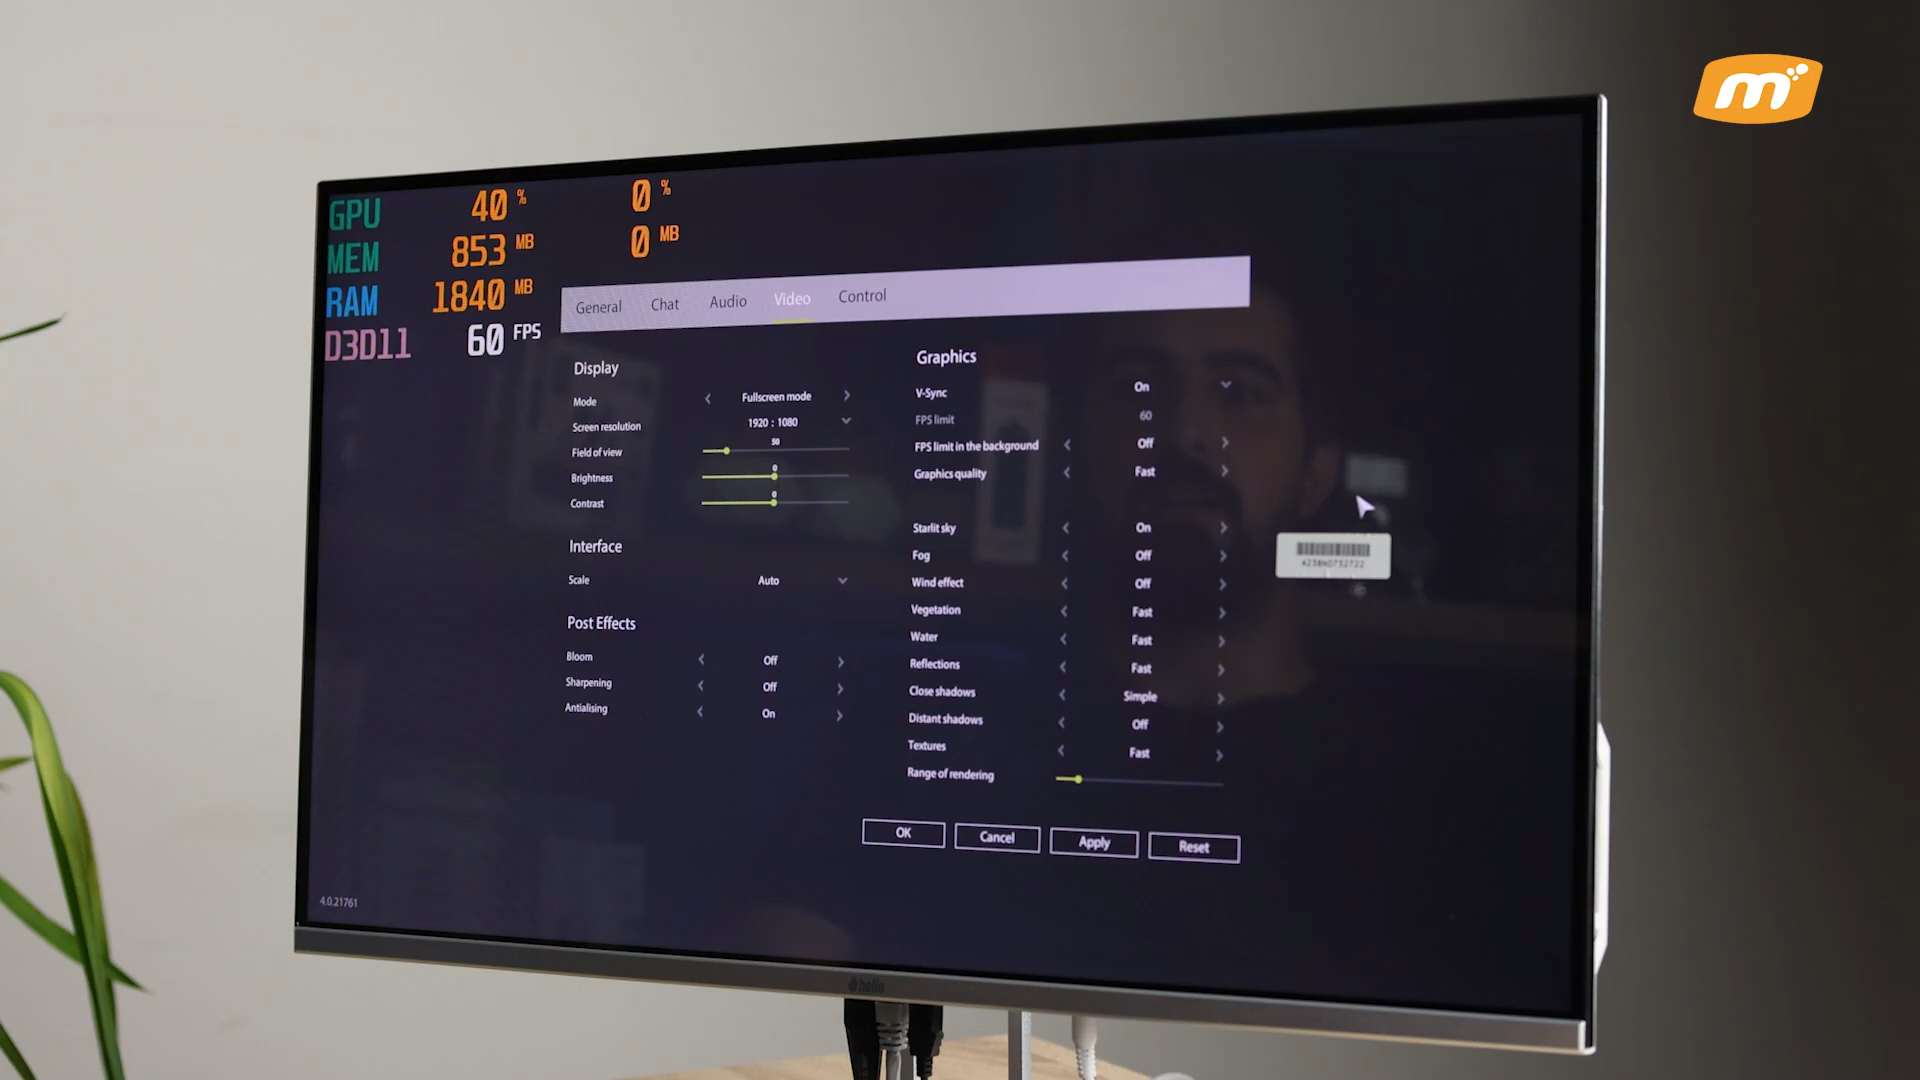 m
GPU 40 % 0 %
MEM 853 MB 0 MB
RAM 1840 MB
D3D11 60 FPS
General Chat Audio Video Control
Display
Mode Fullscreen mode
Screen resolution 1920 : 1080
50
Field of view
0
Brightness
0
Contrast
Interface
Scale Auto
Post Effects
Bloom Off
Sharpening Off
Antialising On
Graphics
V-Sync On
FPS limit 60
FPS limit in the background Off
Graphics quality Fast
Starlit sky On
Fog Off
Wind effect Off
Vegetation Fast
Water Fast
Reflections Fast
Close shadows Simple
Distant shadows Off
Textures Fast
Range of rendering
OK Cancel Apply Reset
4.0.21761
hello